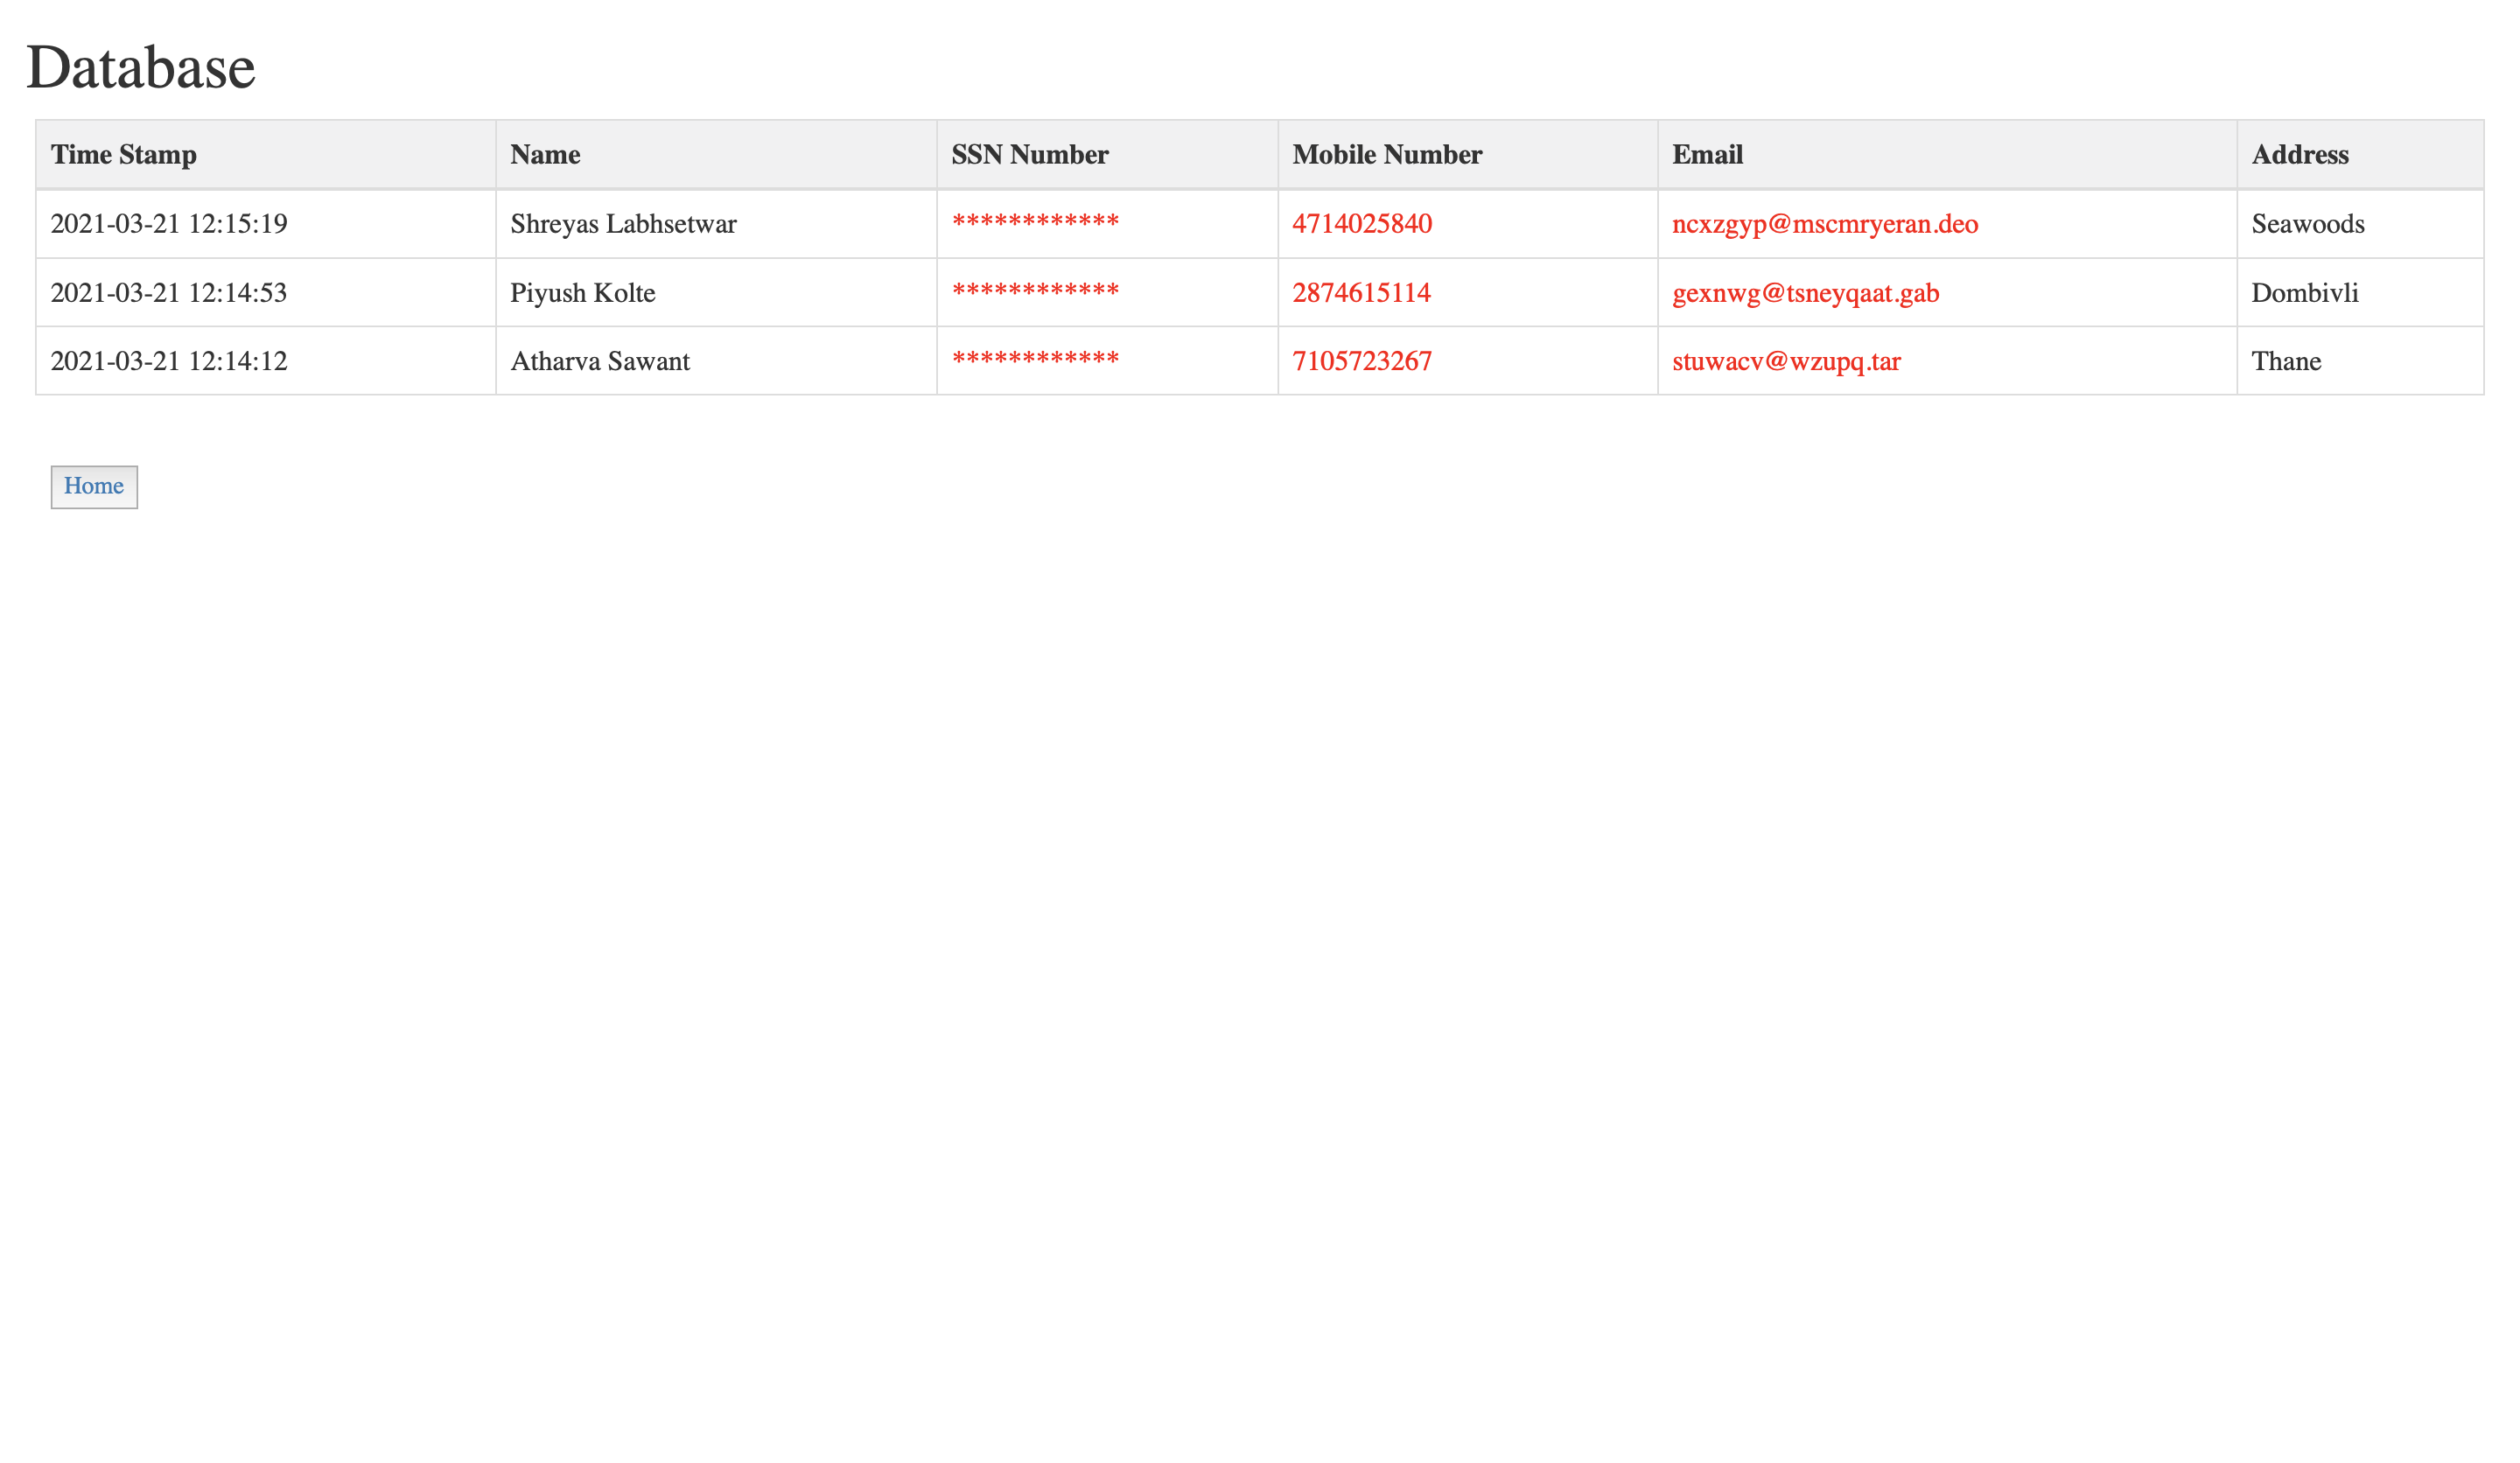 Database
Time Stamp Name SSN Number Mobile Number Email Address
2021-03-21 12:15:19 Shreyas Labhsetwar ************ 4714025840 ncxzgyp@mscmryeran.deo Seawoods
2021-03-21 12:14:53 Piyush Kolte ************ 2874615114 gexnwg@tsneyqaat.gab Dombivli
2021-03-21 12:14:12 Atharva Sawant ************ 7105723267 stuwacv@wzupq.tar Thane
Home